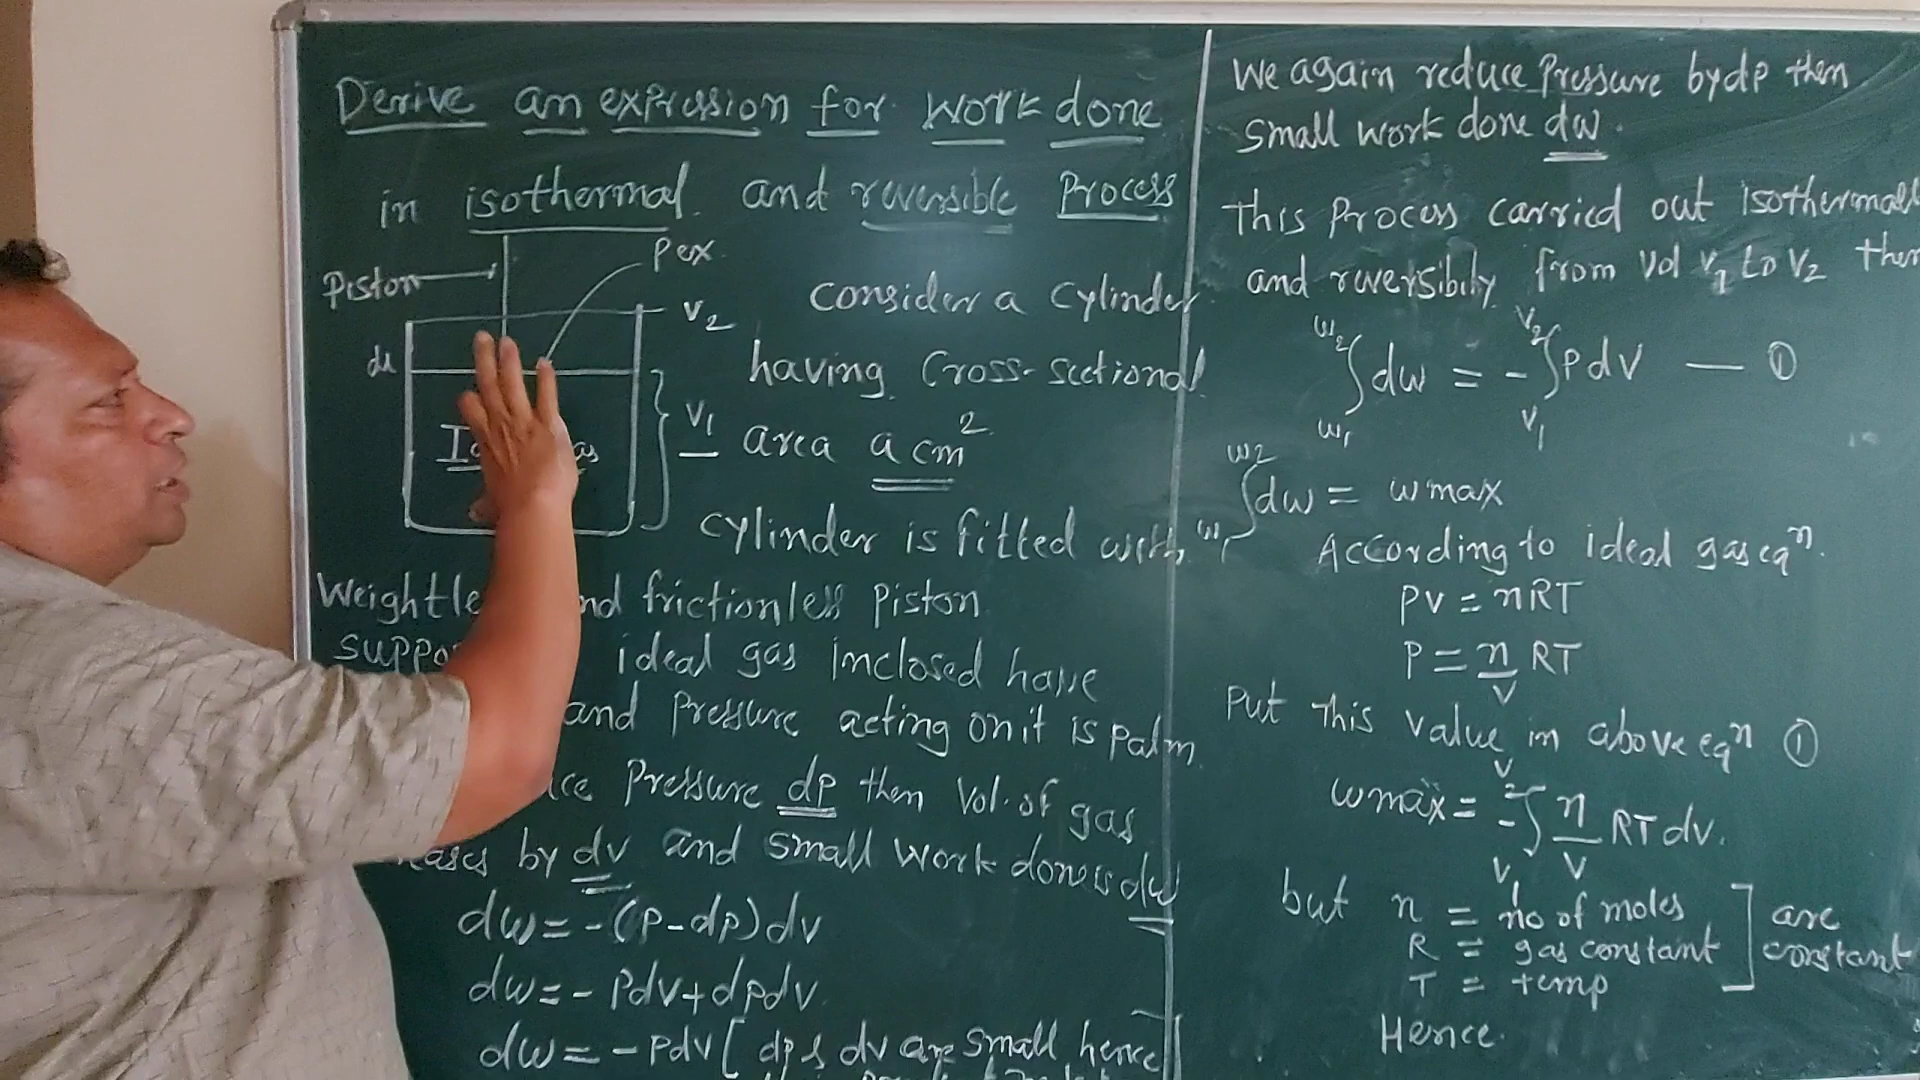 Derive an expression for work done
in isothermal and reversible Process
Piston
Pex
V2
dl
V1
consider a cylinder
having Cross-sectional
area a cm2
cylinder is fitted with
and frictionless Piston
ideal gas inclosed have
and Pressure acting on it is Patm
Pressure dp then Vol. of gas
by dv and small work done is dw
dw = -(P-dp)dv
dw = - Pdv + dpdv
dw = - Pdv [ dp & dv are small hence
We again reduce Pressure by dp then
small work done dw.
This Process carried out isothermall
and reversibily from Vol V1 to V2 then
w2∫w1 dw = - V2∫V1 PdV — ①
w2∫w1 dw = wmax
According to ideal gas eqn.
PV = nRT
P = n/V RT
Put this value in above eqn ①
wmax = - V2∫V1 n/V RT dv.
but n = no of moles
R = gas constant
T = temp
] are constant
Hence.